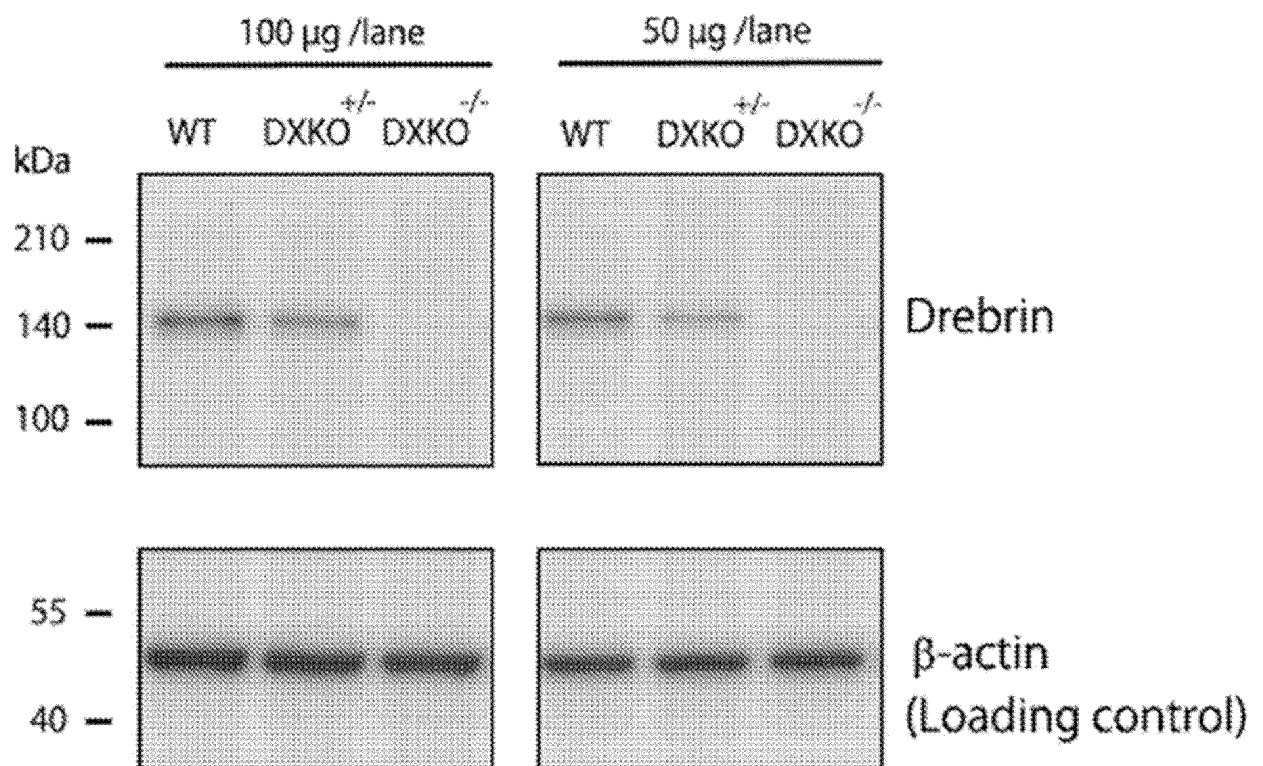 100 µg /lane
50 µg /lane
WT DXKO+/- DXKO-/-
WT DXKO+/- DXKO-/-
kDa
210
140
100
Drebrin
55
40
β-actin
(Loading control)